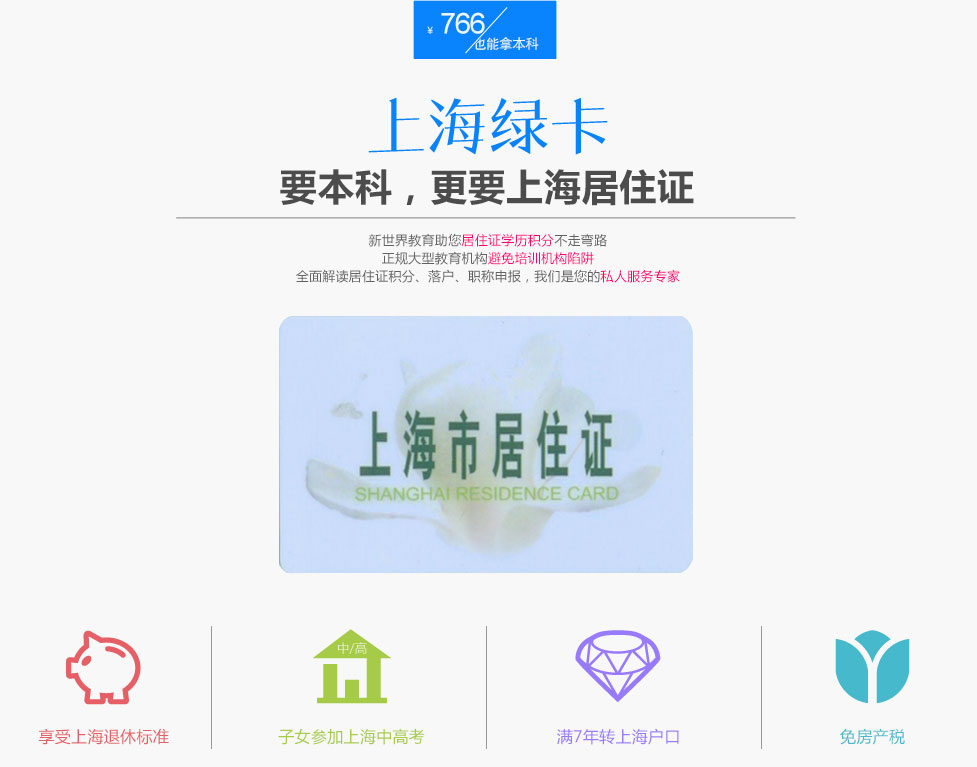 ¥ 766
也能拿本科
上海绿卡
要本科，更要上海居住证
新世界教育助您居住证学历积分不走弯路
正规大型教育机构避免培训机构陷阱
全面解读居住证积分、落户、职称申报，我们是您的私人服务专家
上海市居住证
SHANGHAI RESIDENCE CARD
中/高
享受上海退休标准
子女参加上海中高考
满7年转上海户口
免房产税